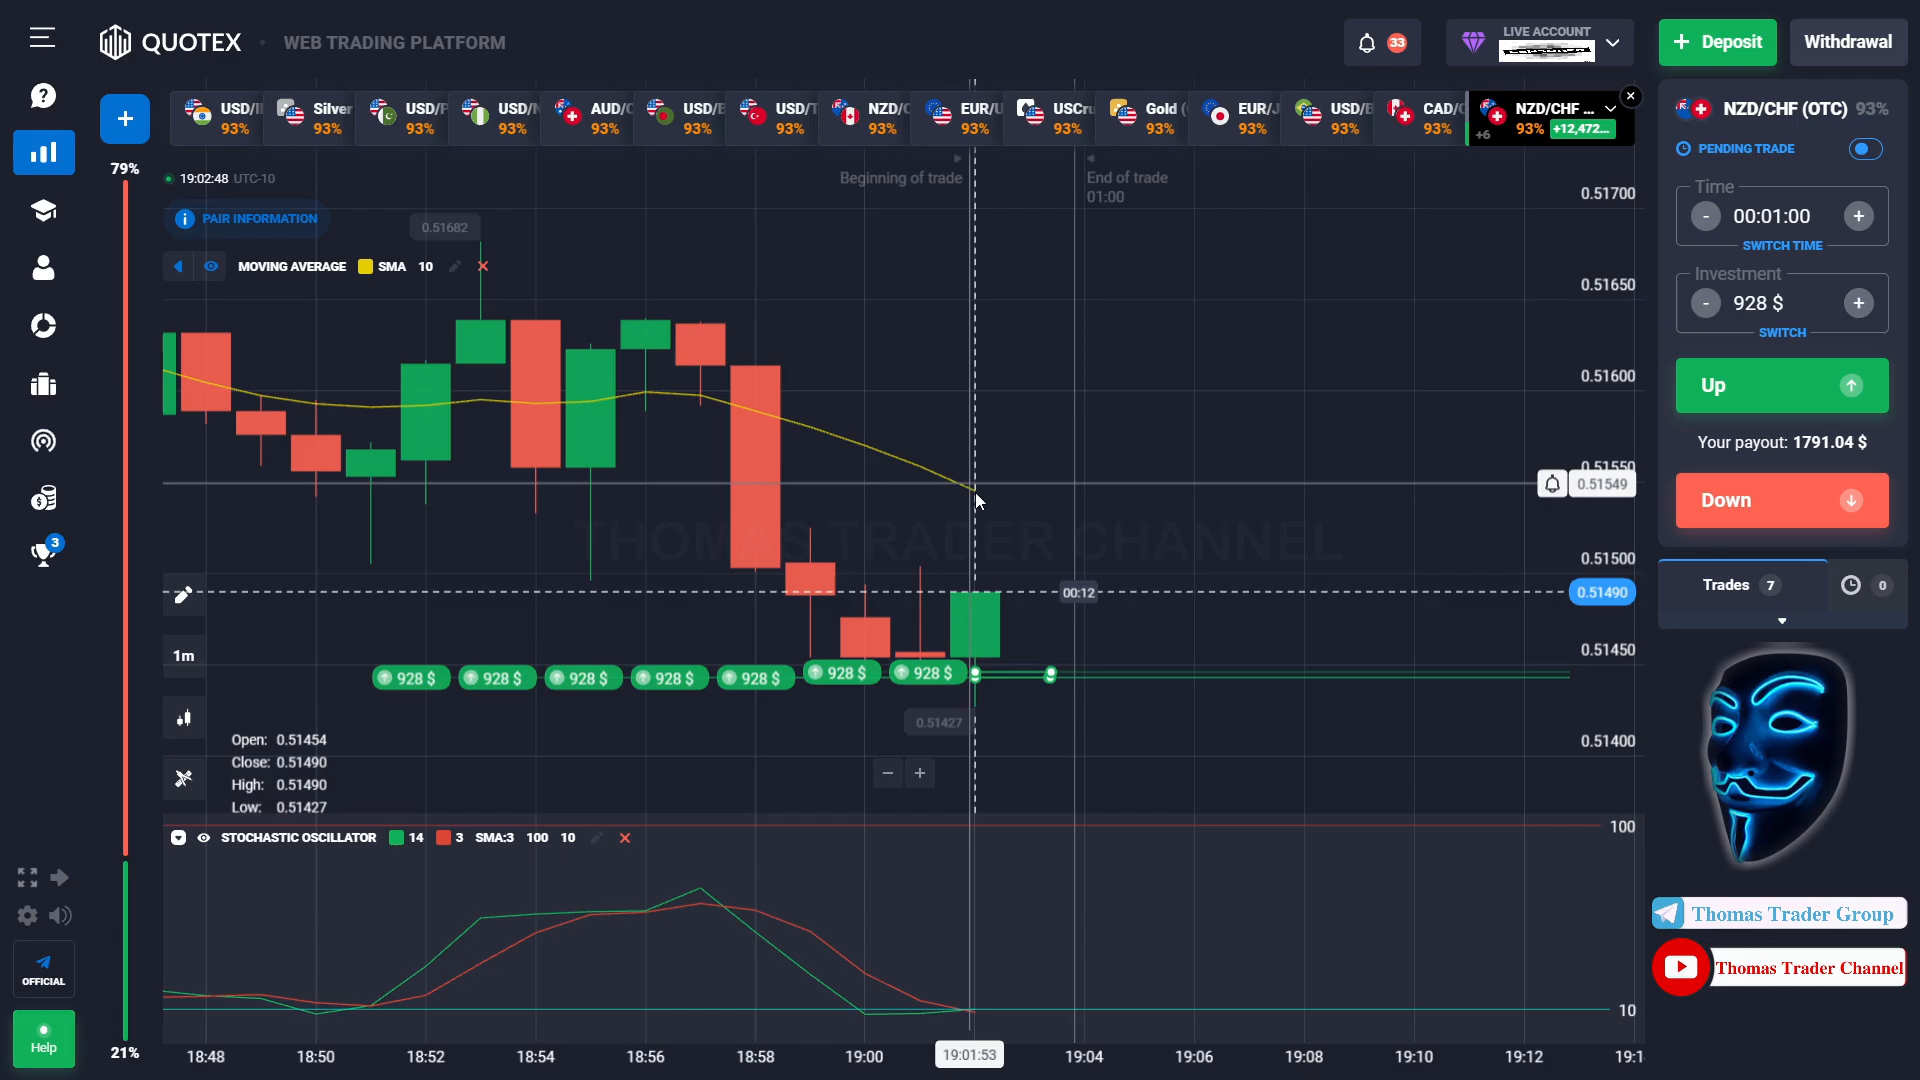 QUOTEX
WEB TRADING PLATFORM
33
LIVE ACCOUNT
Deposit
Withdrawal
USD/I
93%
Silver
93%
USD/P
93%
USD/N
93%
AUD/C
93%
USD/B
93%
USD/T
93%
NZD/C
93%
EUR/U
93%
USCru
93%
Gold (
93%
EUR/J
93%
USD/B
93%
CAD/C
93%
+6
NZD/CHF ...
93% +12,472...
79%
21%
19:02:48 UTC-10
PAIR INFORMATION
Beginning of trade
End of trade
01:00
0.51682
MOVING AVERAGE SMA 10
0.51700
0.51650
0.51600
0.51550
0.51549
0.51500
0.51490
0.51450
0.51400
THOMAS TRADER CHANNEL
00:12
1m
928 $
928 $
928 $
928 $
928 $
928 $
928 $
0.51427
Open: 0.51454
Close: 0.51490
High: 0.51490
Low: 0.51427
STOCHASTIC OSCILLATOR 14 3 SMA:3 100 10
100
10
18:48 18:50 18:52 18:54 18:56 18:58 19:00 19:01:53 19:04 19:06 19:08 19:10 19:12 19:1
3
OFFICIAL
Help
NZD/CHF (OTC) 93%
PENDING TRADE
Time
- 00:01:00 +
SWITCH TIME
Investment
- 928 $ +
SWITCH
Up
Your payout: 1791.04 $
Down
Trades 7
0
Thomas Trader Group
Thomas Trader Channel